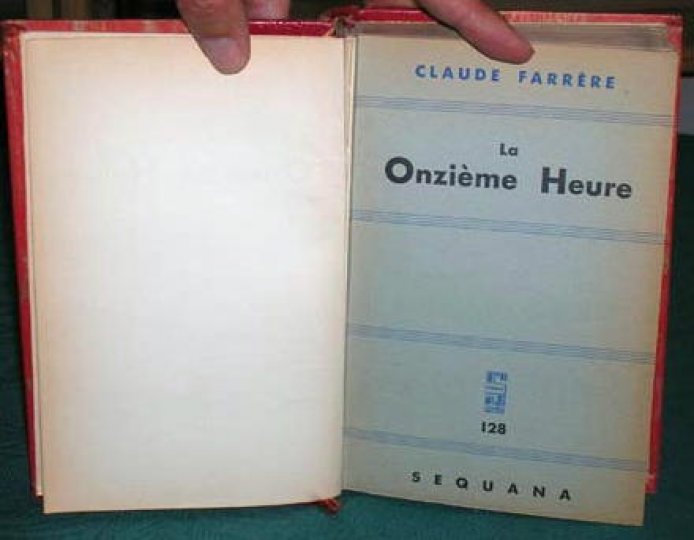 CLAUDE FARRÈRE
La
Onzième Heure
128
SEQUANA